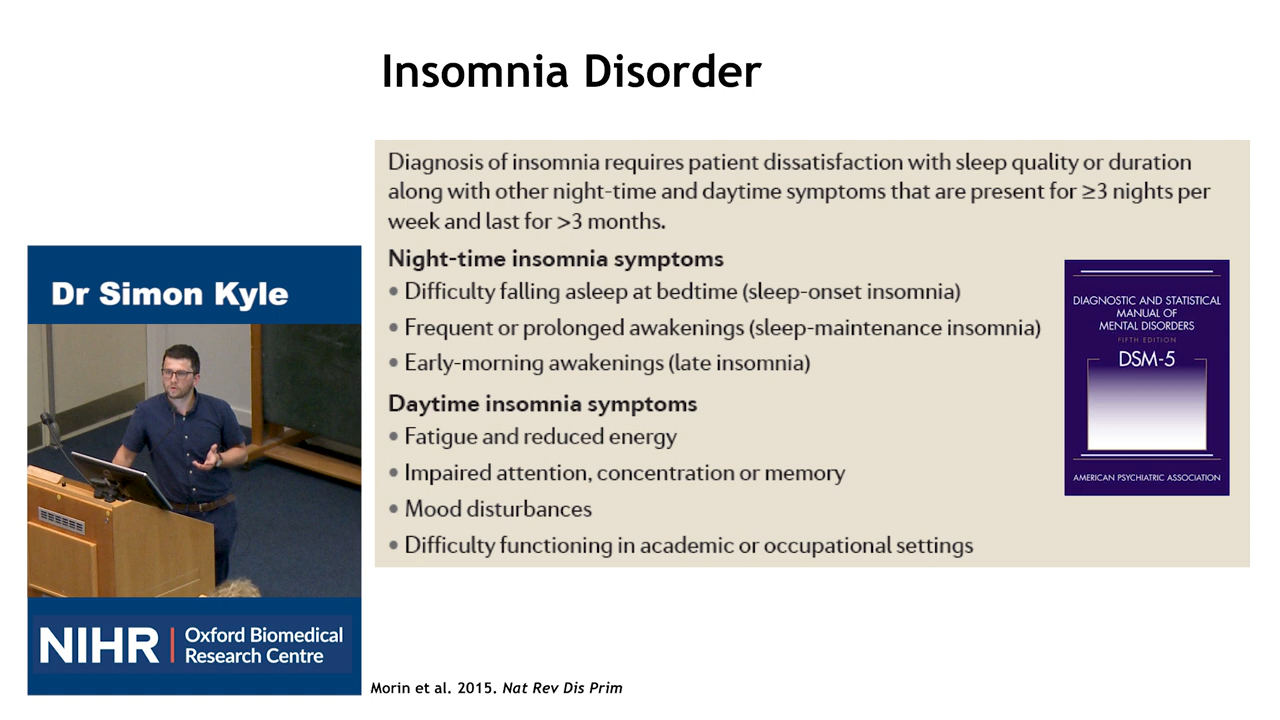 Insomnia Disorder
Diagnosis of insomnia requires patient dissatisfaction with sleep quality or duration
along with other night-time and daytime symptoms that are present for ≥3 nights per
week and last for >3 months.
Night-time insomnia symptoms
• Difficulty falling asleep at bedtime (sleep-onset insomnia)
• Frequent or prolonged awakenings (sleep-maintenance insomnia)
• Early-morning awakenings (late insomnia)
Daytime insomnia symptoms
• Fatigue and reduced energy
• Impaired attention, concentration or memory
• Mood disturbances
• Difficulty functioning in academic or occupational settings
DIAGNOSTIC AND STATISTICAL
MANUAL OF
MENTAL DISORDERS
FIFTH EDITION
DSM-5
AMERICAN PSYCHIATRIC ASSOCIATION
Dr Simon Kyle
NIHR | Oxford Biomedical
Research Centre
Morin et al. 2015. Nat Rev Dis Prim